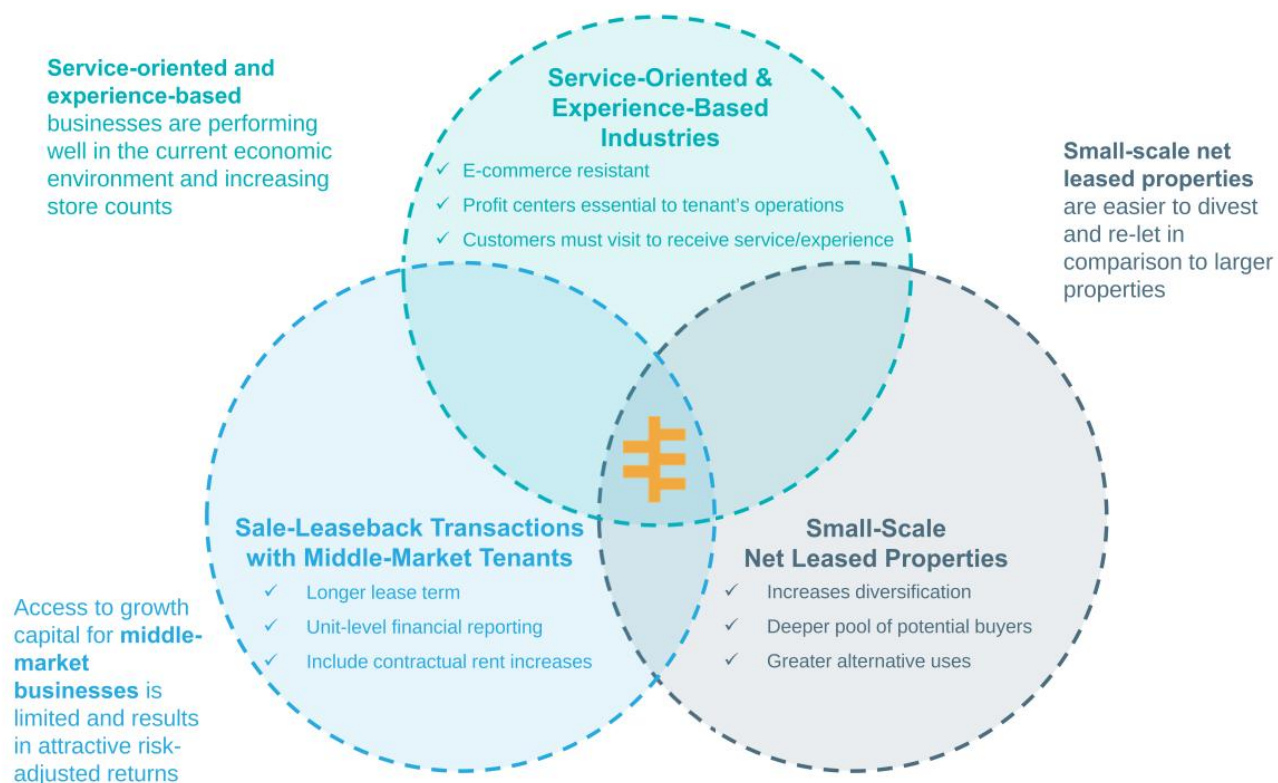 Service-oriented and
experience-based
businesses are performing
well in the current economic
environment and increasing
store counts
Service-Oriented &
Experience-Based
Industries
✓ E-commerce resistant
✓ Profit centers essential to tenant's operations
✓ Customers must visit to receive service/experience
Small-scale net
leased properties
are easier to divest
and re-let in
comparison to larger
properties
Sale-Leaseback Transactions
with Middle-Market Tenants
✓ Longer lease term
✓ Unit-level financial reporting
✓ Include contractual rent increases
Small-Scale
Net Leased Properties
✓ Increases diversification
✓ Deeper pool of potential buyers
✓ Greater alternative uses
Access to growth
capital for middle-
market
businesses is
limited and results
in attractive risk-
adjusted returns